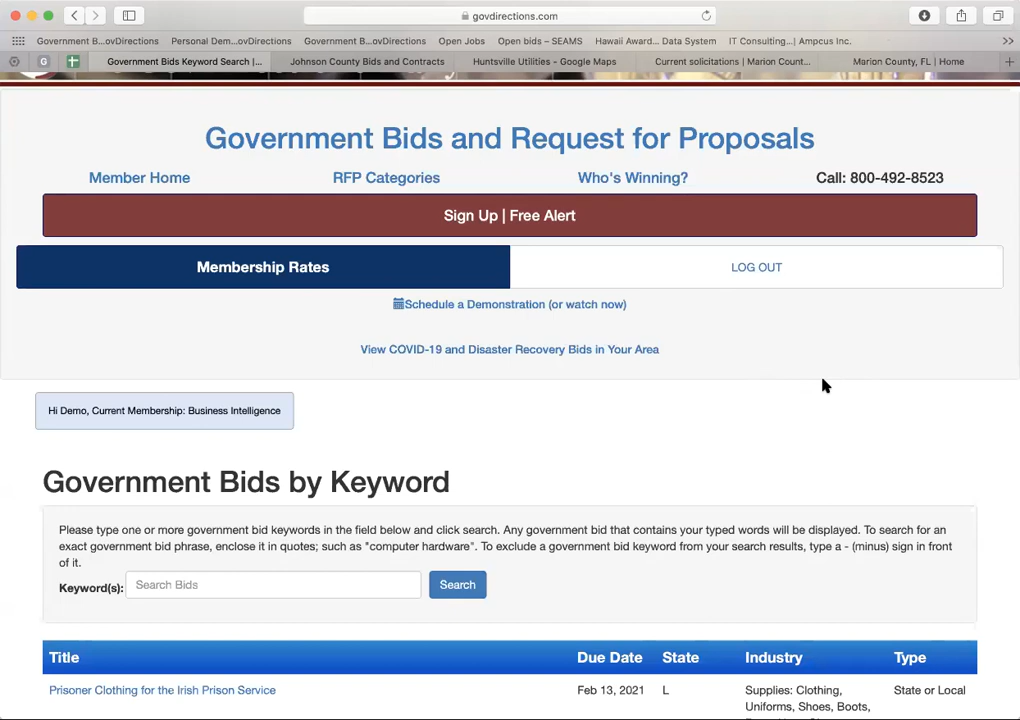 govdirections.com
Government B...ovDirections Personal Dem...ovDirections Government B...ovDirections Open Jobs Open bids – SEAMS Hawaii Award... Data System IT Consulting...| Ampcus Inc. >>
G Government Bids Keyword Search |... Johnson County Bids and Contracts Huntsville Utilities - Google Maps Current solicitations | Marion Count... Marion County, FL | Home +
Government Bids and Request for Proposals
Member Home RFP Categories Who's Winning? Call: 800-492-8523
Sign Up | Free Alert
Membership Rates LOG OUT
Schedule a Demonstration (or watch now)
View COVID-19 and Disaster Recovery Bids in Your Area
Hi Demo, Current Membership: Business Intelligence
Government Bids by Keyword
Please type one or more government bid keywords in the field below and click search. Any government bid that contains your typed words will be displayed. To search for an
exact government bid phrase, enclose it in quotes; such as "computer hardware". To exclude a government bid keyword from your search results, type a - (minus) sign in front
of it.
Keyword(s): Search Bids Search
Title Due Date State Industry Type
Prisoner Clothing for the Irish Prison Service Feb 13, 2021 L Supplies: Clothing, State or Local
Uniforms, Shoes, Boots,